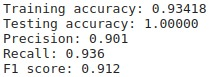 Training accuracy: 0.93418
Testing accuracy: 1.00000
Precision: 0.901
Recall: 0.936
F1 score: 0.912